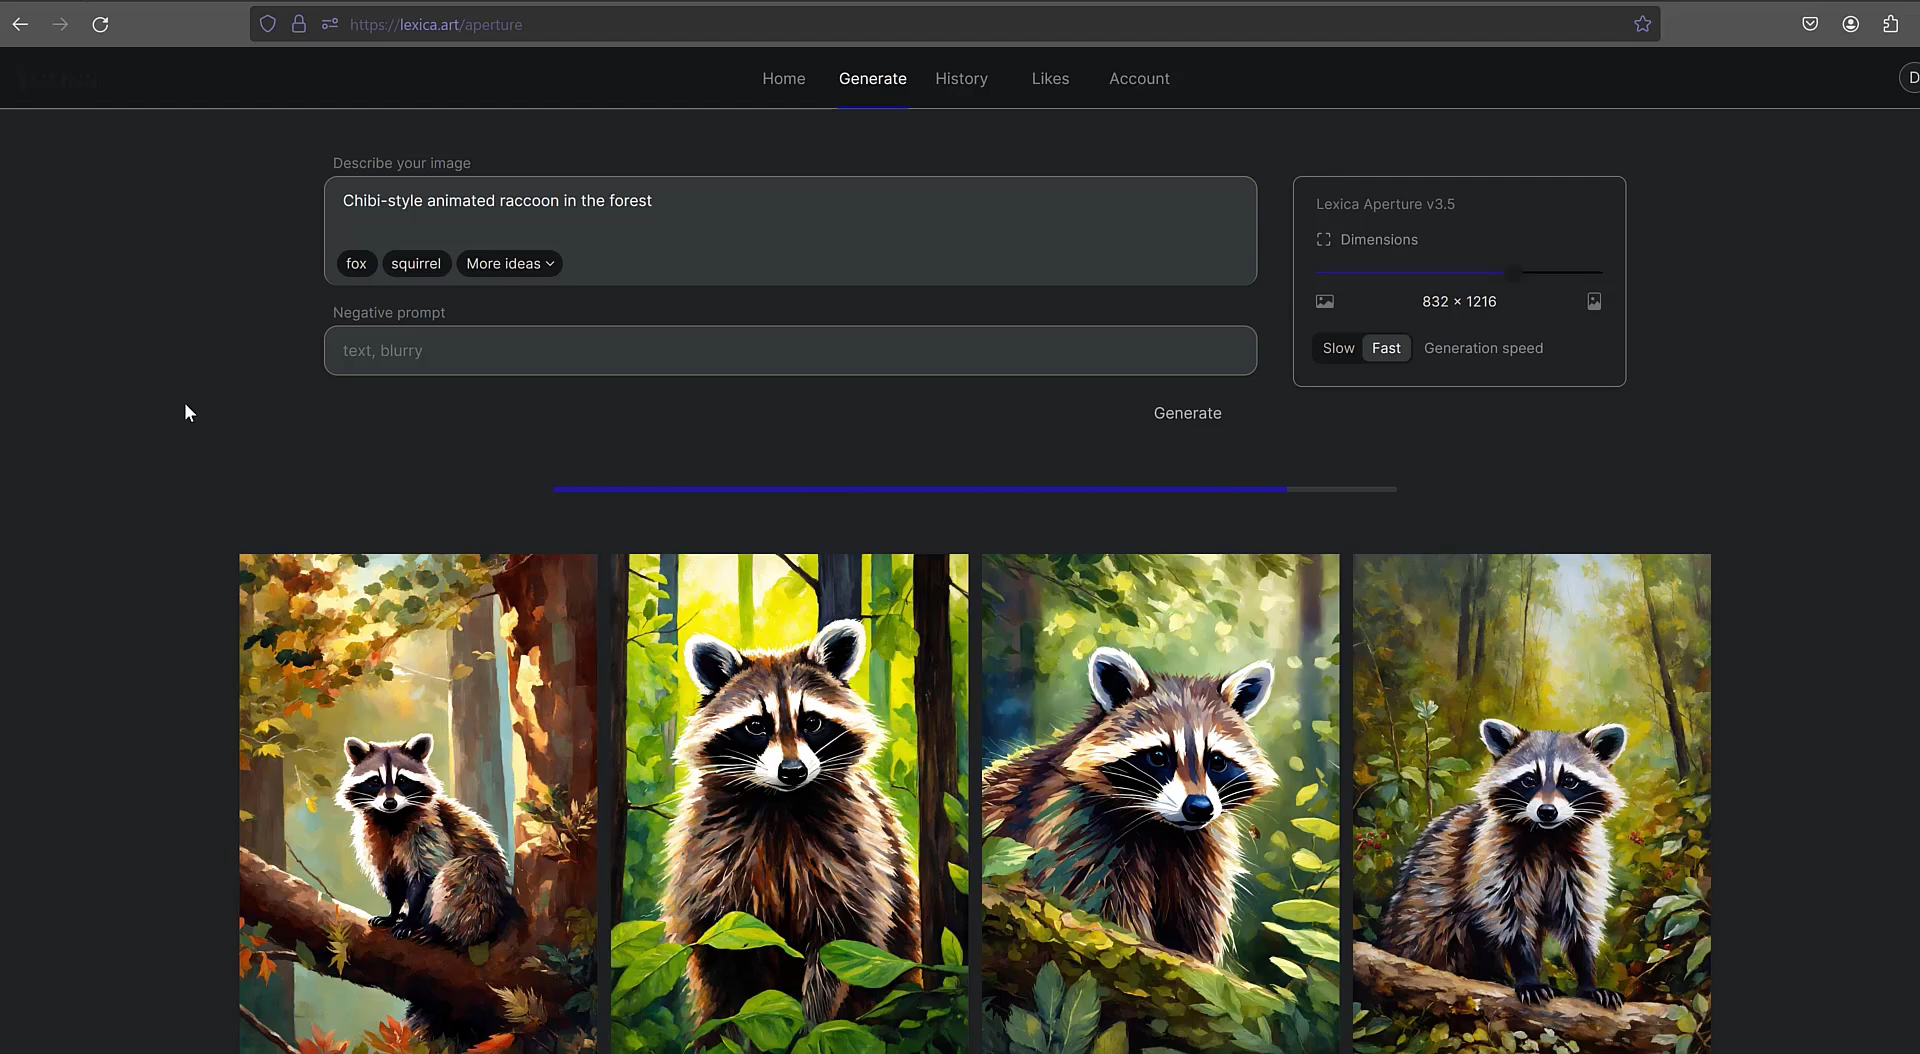 https://lexica.art/aperture
Home Generate History Likes Account
D
Describe your image
Chibi-style animated raccoon in the forest
fox squirrel More ideas
Negative prompt
text, blurry
Lexica Aperture v3.5
Dimensions
832 × 1216
Slow Fast Generation speed
Generate